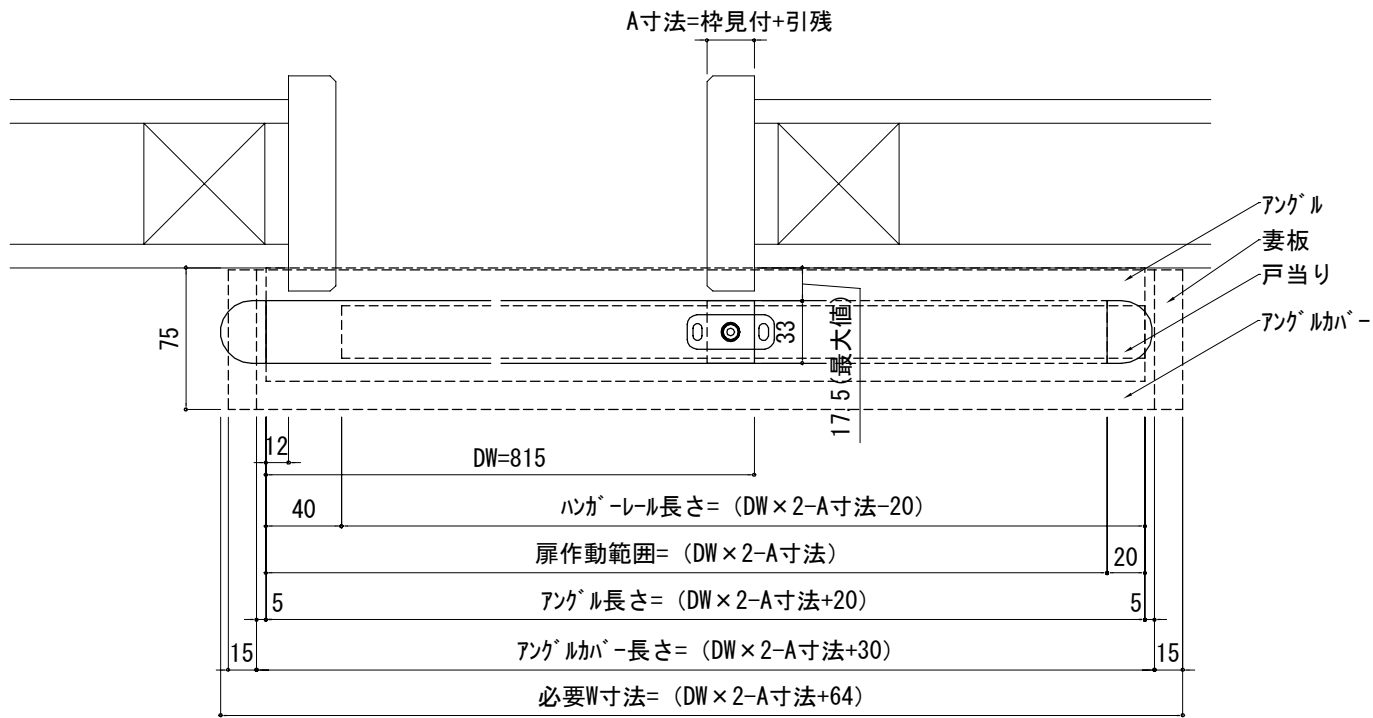 A寸法=枠見付+引残
ｱﾝｸﾞﾙ
妻板
戸当り
ｱﾝｸﾞﾙｶﾊﾞｰ
75
33
17.5(最大値)
12
DW=815
40
ﾊﾝｶﾞｰﾚｰﾙ長さ= (DW×2-A寸法-20)
扉作動範囲= (DW×2-A寸法)
20
5
ｱﾝｸﾞﾙ長さ= (DW×2-A寸法+20)
5
15
ｱﾝｸﾞﾙｶﾊﾞｰ長さ= (DW×2-A寸法+30)
15
必要W寸法= (DW×2-A寸法+64)